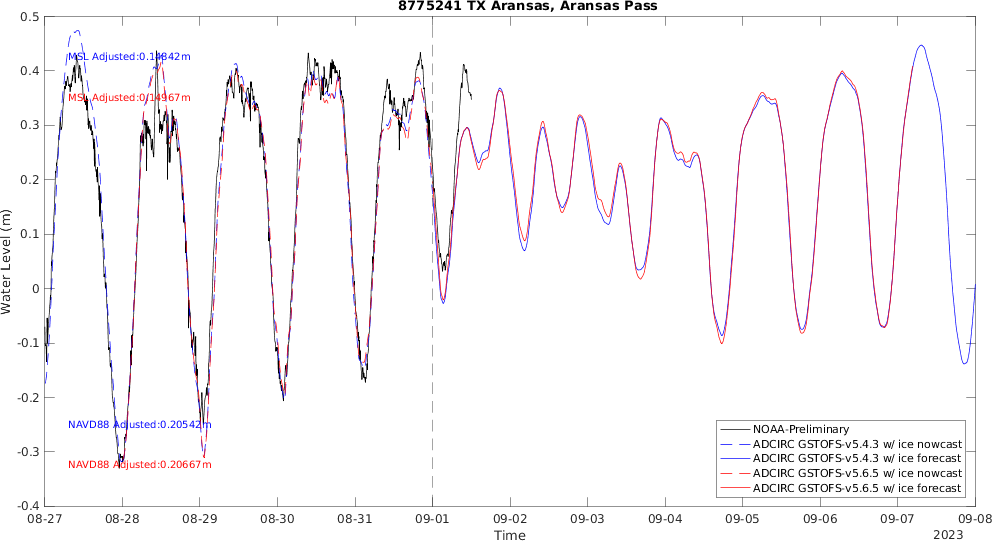 8775241 TX Aransas, Aransas Pass
0.5
0.4
0.3
0.2
0.1
0
-0.1
-0.2
-0.3
-0.4
Water Level (m)
MSL Adjusted:0.14842m
MSL Adjusted:0.14967m
NAVD88 Adjusted:0.20542m
NAVD88 Adjusted:0.20667m
NOAA-Preliminary
ADCIRC GSTOFS-v5.4.3 w/ ice nowcast
ADCIRC GSTOFS-v5.4.3 w/ ice forecast
ADCIRC GSTOFS-v5.6.5 w/ ice nowcast
ADCIRC GSTOFS-v5.6.5 w/ ice forecast
08-27 08-28 08-29 08-30 08-31 09-01 09-02 09-03 09-04 09-05 09-06 09-07 09-08
Time
2023